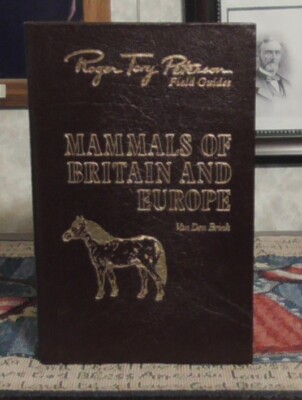 Roger Tory Peterson
Field Guides
MAMMALS OF
BRITAIN AND
EUROPE
Van Den Brink